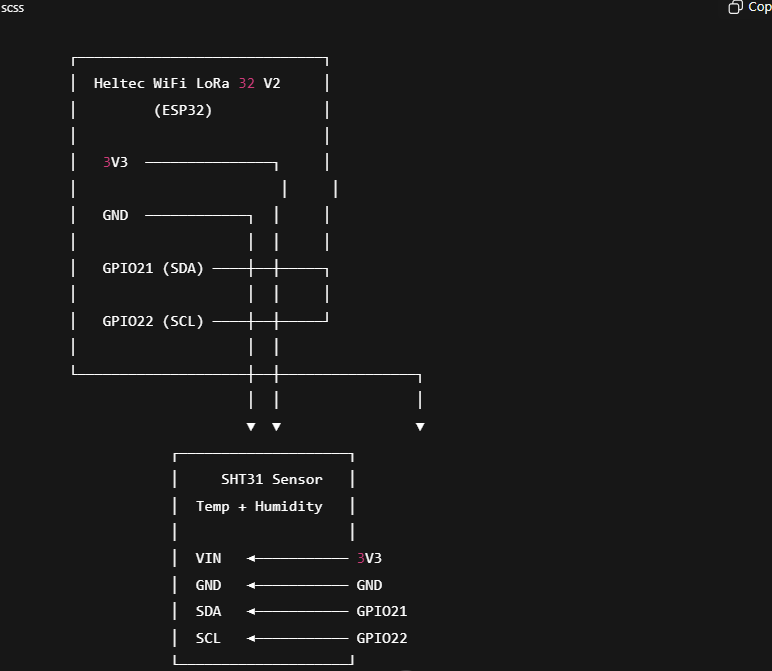 scss
Cop
Heltec WiFi LoRa 32 V2
(ESP32)
3V3
GND
GPIO21 (SDA)
GPIO22 (SCL)
SHT31 Sensor
Temp + Humidity
VIN 3V3
GND GND
SDA GPIO21
SCL GPIO22